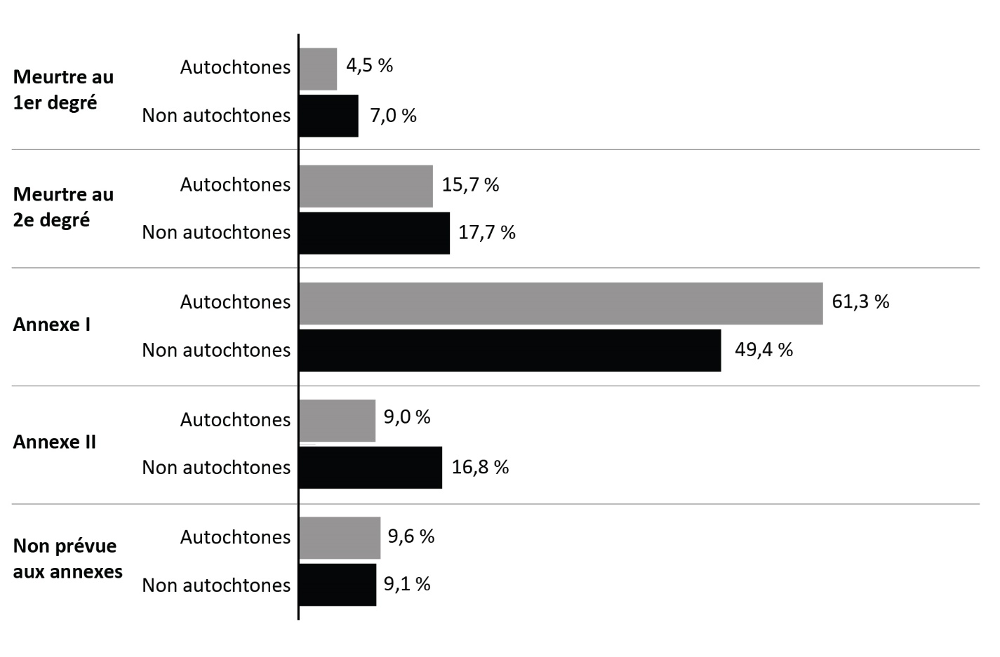 Meurtre au
1er degré
Autochtones
4,5 %
Non autochtones
7,0 %
Meurtre au
2e degré
Autochtones
15,7 %
Non autochtones
17,7 %
Annexe I
Autochtones
61,3 %
Non autochtones
49,4 %
Annexe II
Autochtones
9,0 %
Non autochtones
16,8 %
Non prévue
aux annexes
Autochtones
9,6 %
Non autochtones
9,1 %